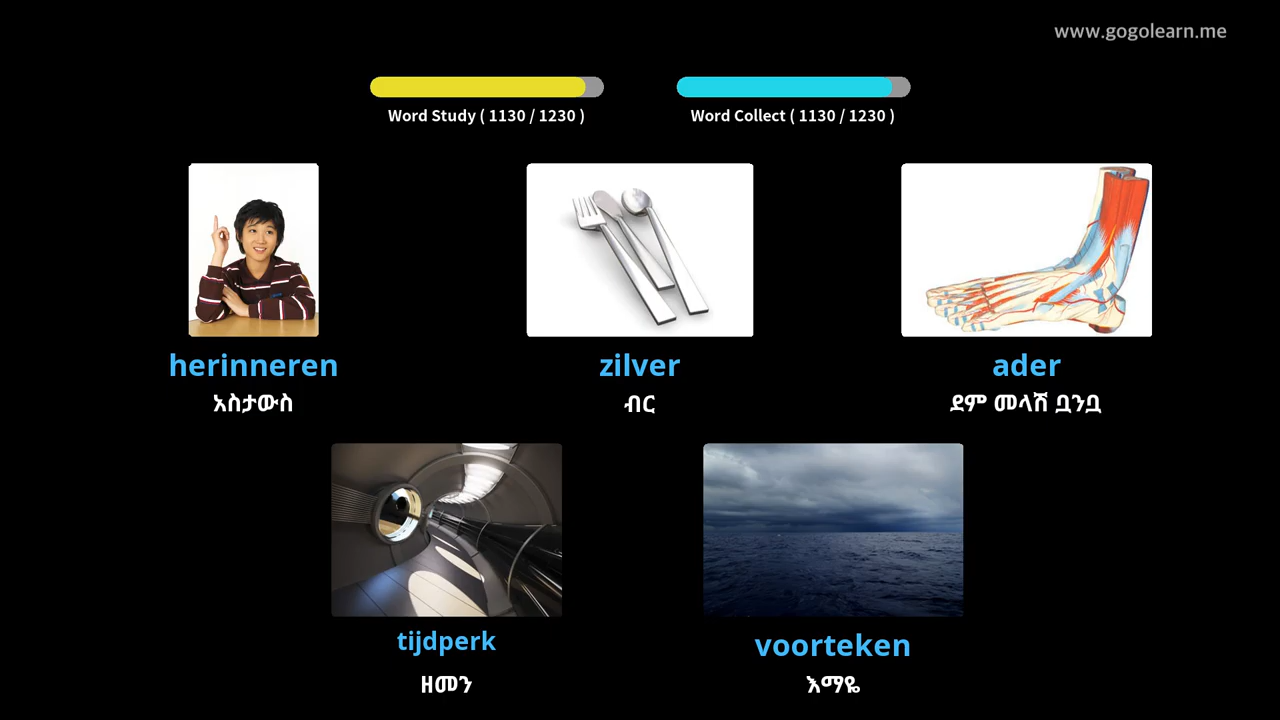 www.gogolearn.me
Word Study ( 1130 / 1230 )
Word Collect ( 1130 / 1230 )
herinneren
አስታውስ
zilver
ብር
ader
ደም መላሽ ቧንቧ
tijdperk
ዘመን
voorteken
እማዬ